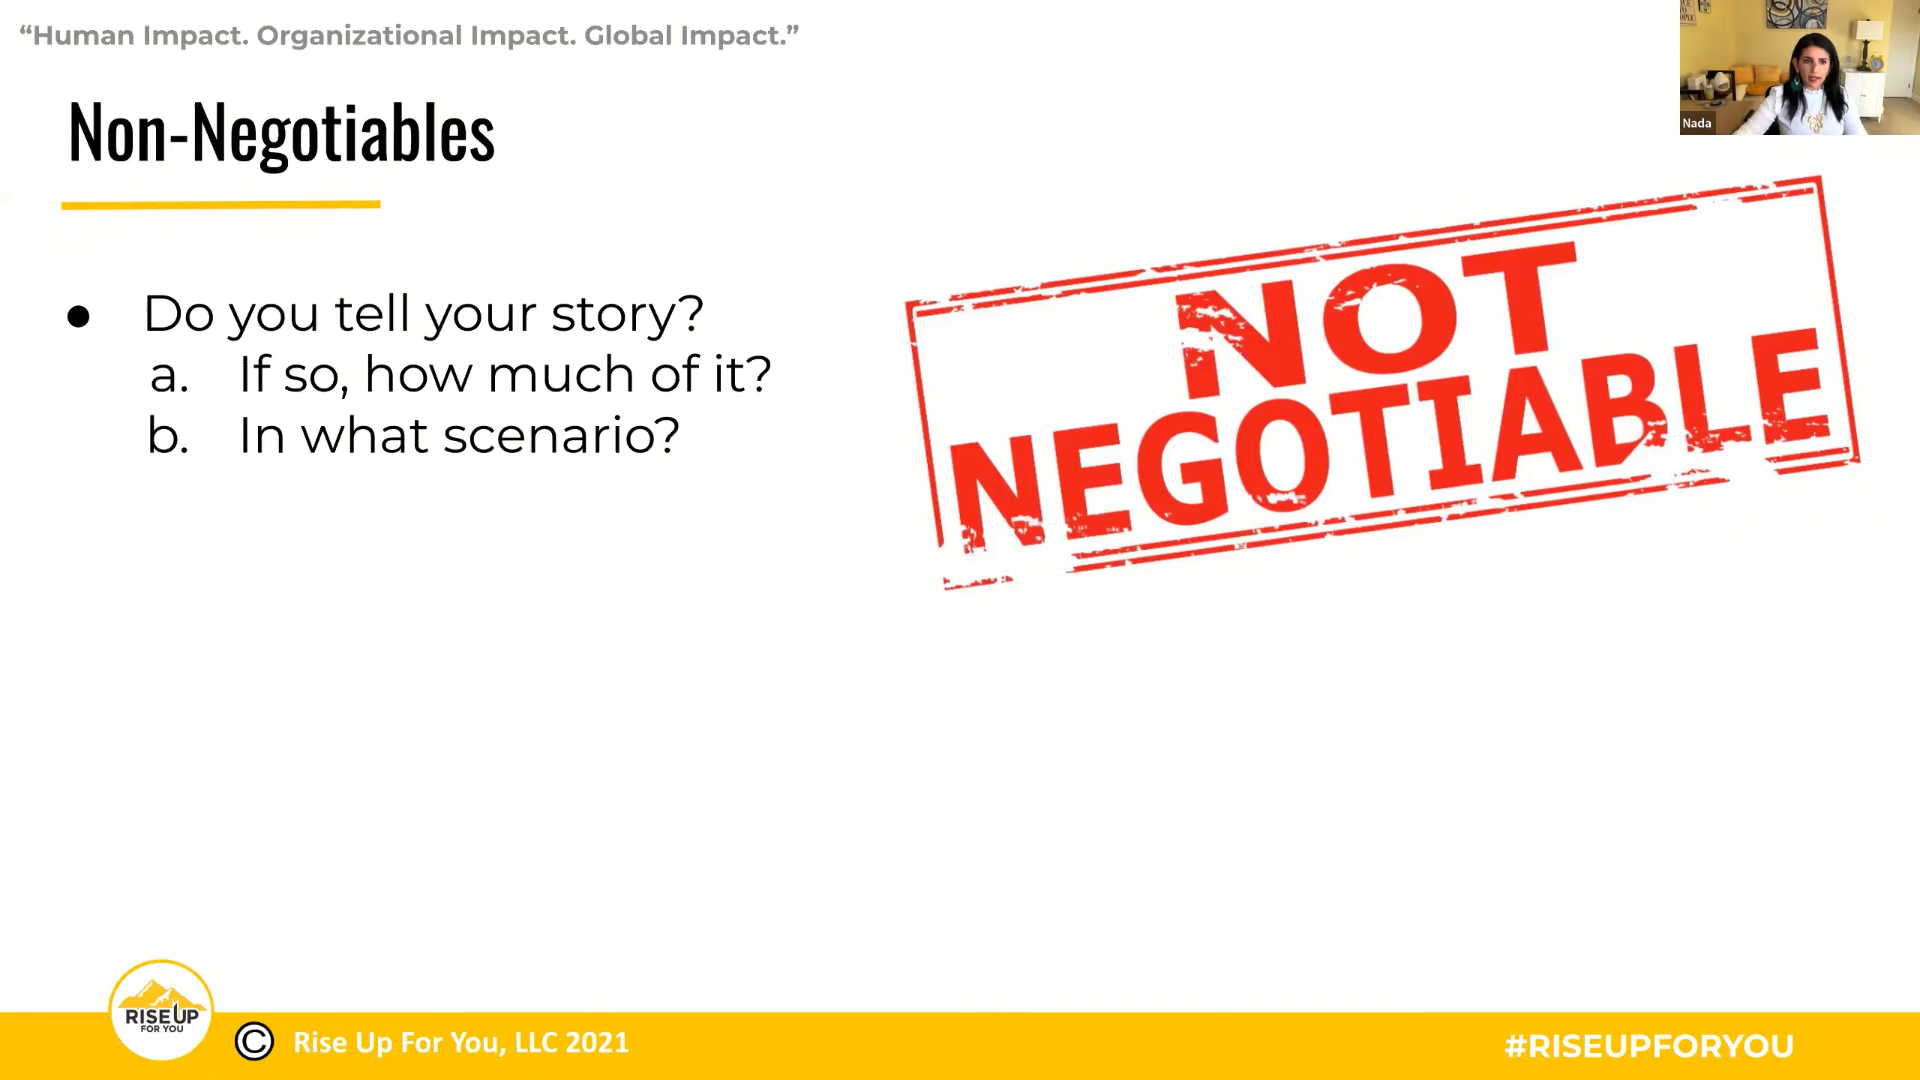 “Human Impact. Organizational Impact. Global Impact.”
Nada
Non-Negotiables
● Do you tell your story?
a. If so, how much of it?
b. In what scenario?
NOT
NEGOTIABLE
RISE UP
FOR YOU
© Rise Up For You, LLC 2021
#RISEUPFORYOU